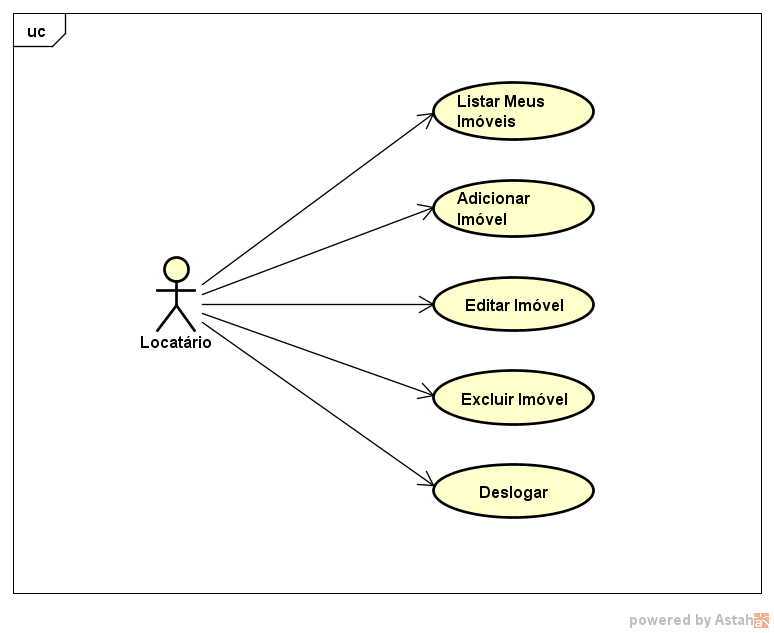 uc
Listar Meus
Imóveis
Adicionar
Imóvel
Editar Imóvel
Locatário
Excluir Imóvel
Deslogar
powered by Astah